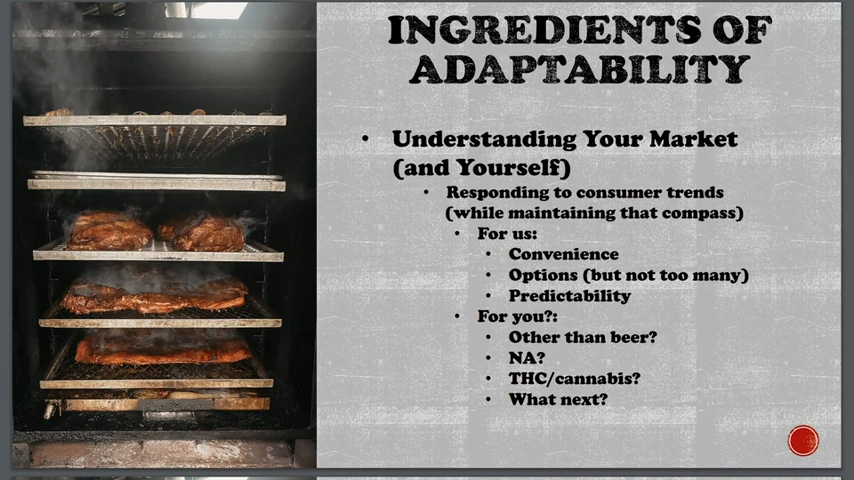 INGREDIENTS OF
ADAPTABILITY
• Understanding Your Market
(and Yourself)
• Responding to consumer trends
(while maintaining that compass)
• For us:
• Convenience
• Options (but not too many)
• Predictability
• For you?:
• Other than beer?
• NA?
• THC/cannabis?
• What next?